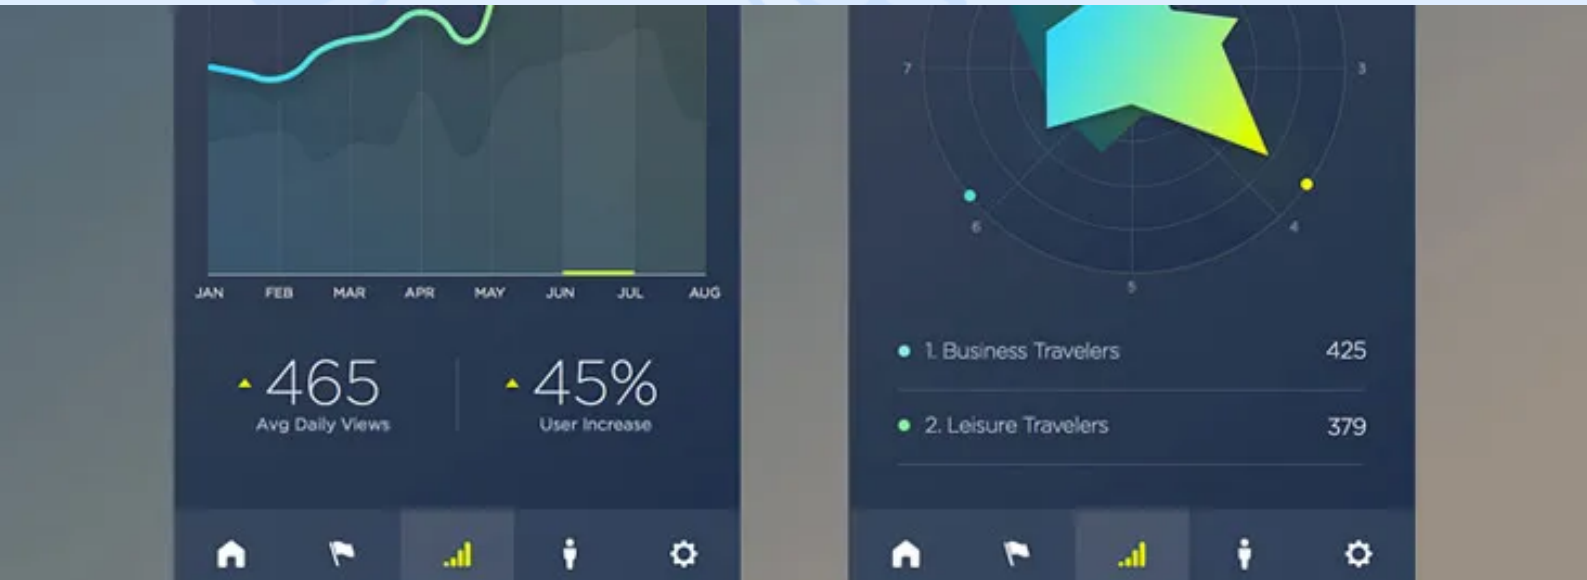 JAN FEB MAR APR MAY JUN JUL AUG
465
Avg Daily Views
45%
User Increase
7
3
6
4
5
1. Business Travelers 425
2. Leisure Travelers 379